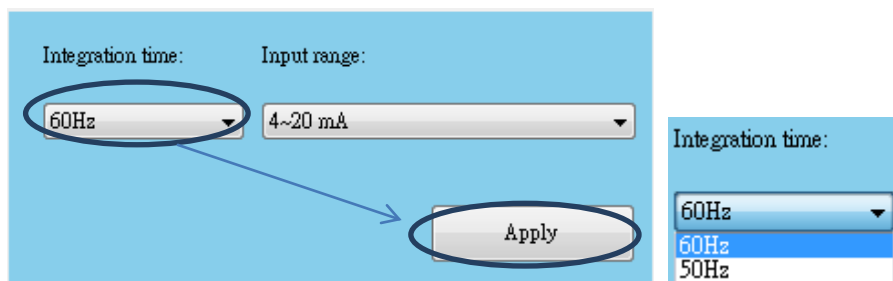 Integration time: Input range:
60Hz 4~20 mA
Apply
Integration time:
60Hz
60Hz
50Hz